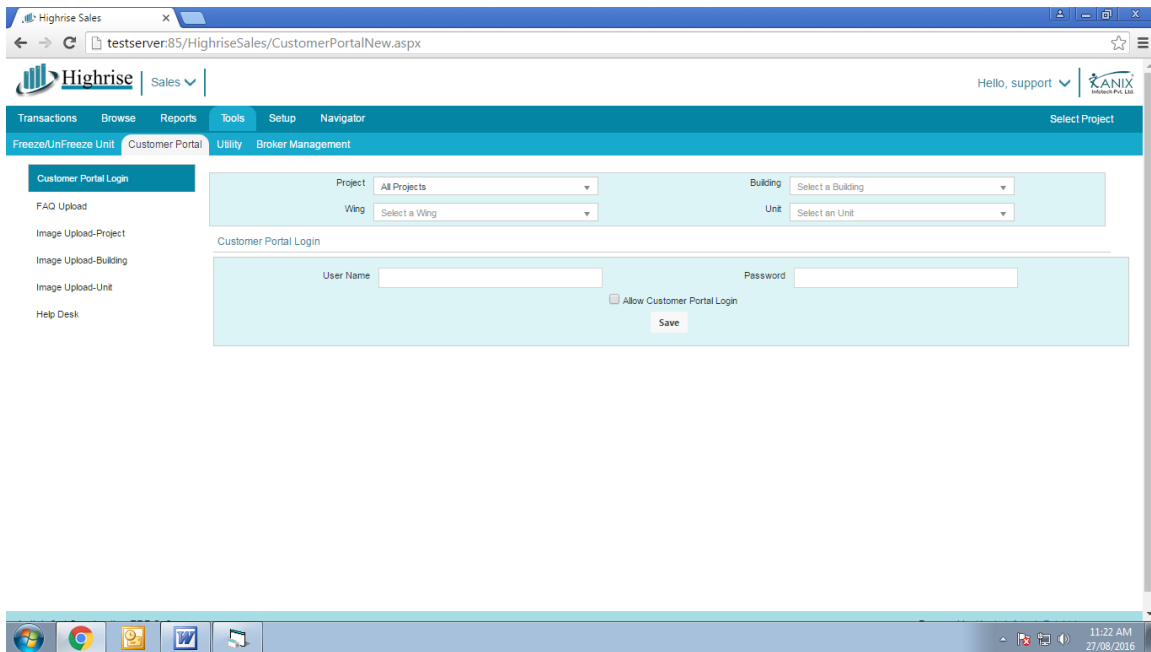 Highrise Sales
testserver:85/HighriseSales/CustomerPortalNew.aspx
Highrise Sales Hello, support KANIX
Infotech Pvt. Ltd.
Transactions Browse Reports Tools Setup Navigator Select Project
Freeze/UnFreeze Unit Customer Portal Utility Broker Management
Customer Portal Login
FAQ Upload
Image Upload-Project
Image Upload-Building
Image Upload-Unit
Help Desk
Project All Projects Building Select a Building
Wing Select a Wing Unit Select an Unit
Customer Portal Login
User Name Password
Allow Customer Portal Login
Save
11:22 AM
27/08/2016